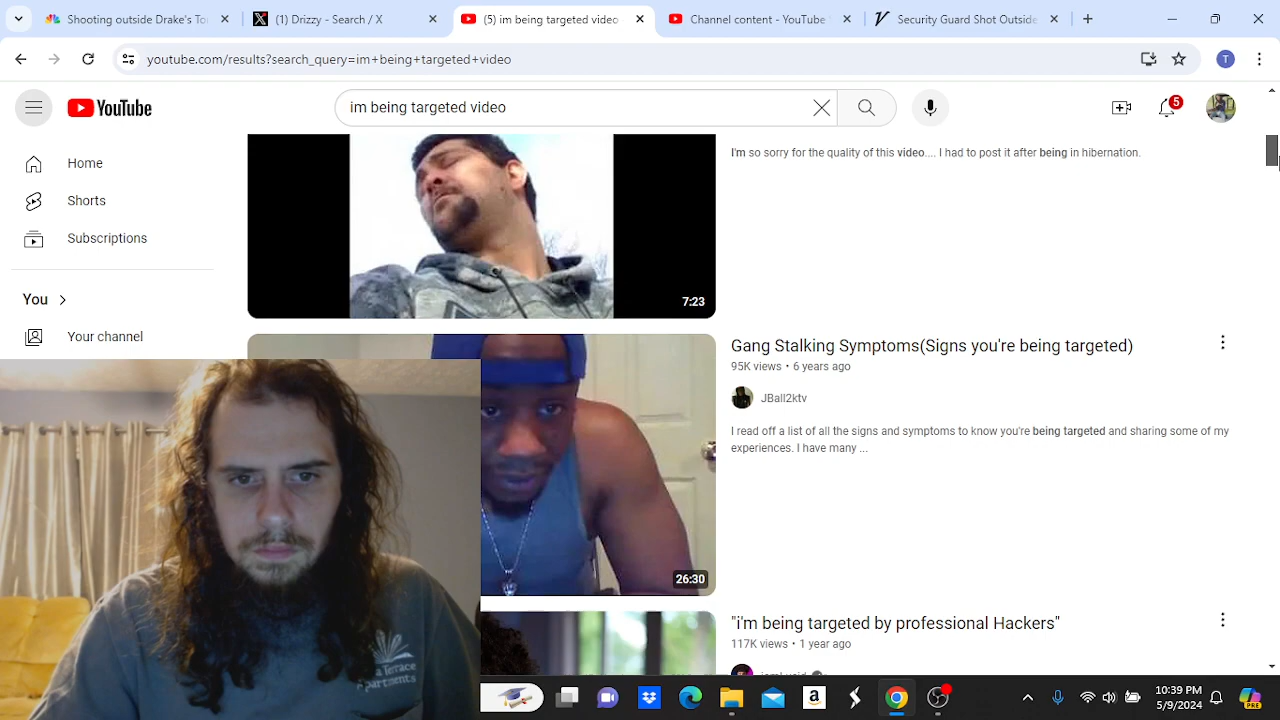 Shooting outside Drake's To
(1) Drizzy - Search / X
(5) im being targeted video
Channel content - YouTube
Security Guard Shot Outside
youtube.com/results?search_query=im+being+targeted+video
T
YouTube
im being targeted video
5
Home
Shorts
Subscriptions
You
Your channel
I'm so sorry for the quality of this video.... I had to post it after being in hibernation.
7:23
Gang Stalking Symptoms(Signs you're being targeted)
95K views • 6 years ago
JBall2ktv
I read off a list of all the signs and symptoms to know you're being targeted and sharing some of my
experiences. I have many ...
26:30
"i'm being targeted by professional Hackers"
117K views • 1 year ago
Terrace
10:39 PM
5/9/2024
PRE